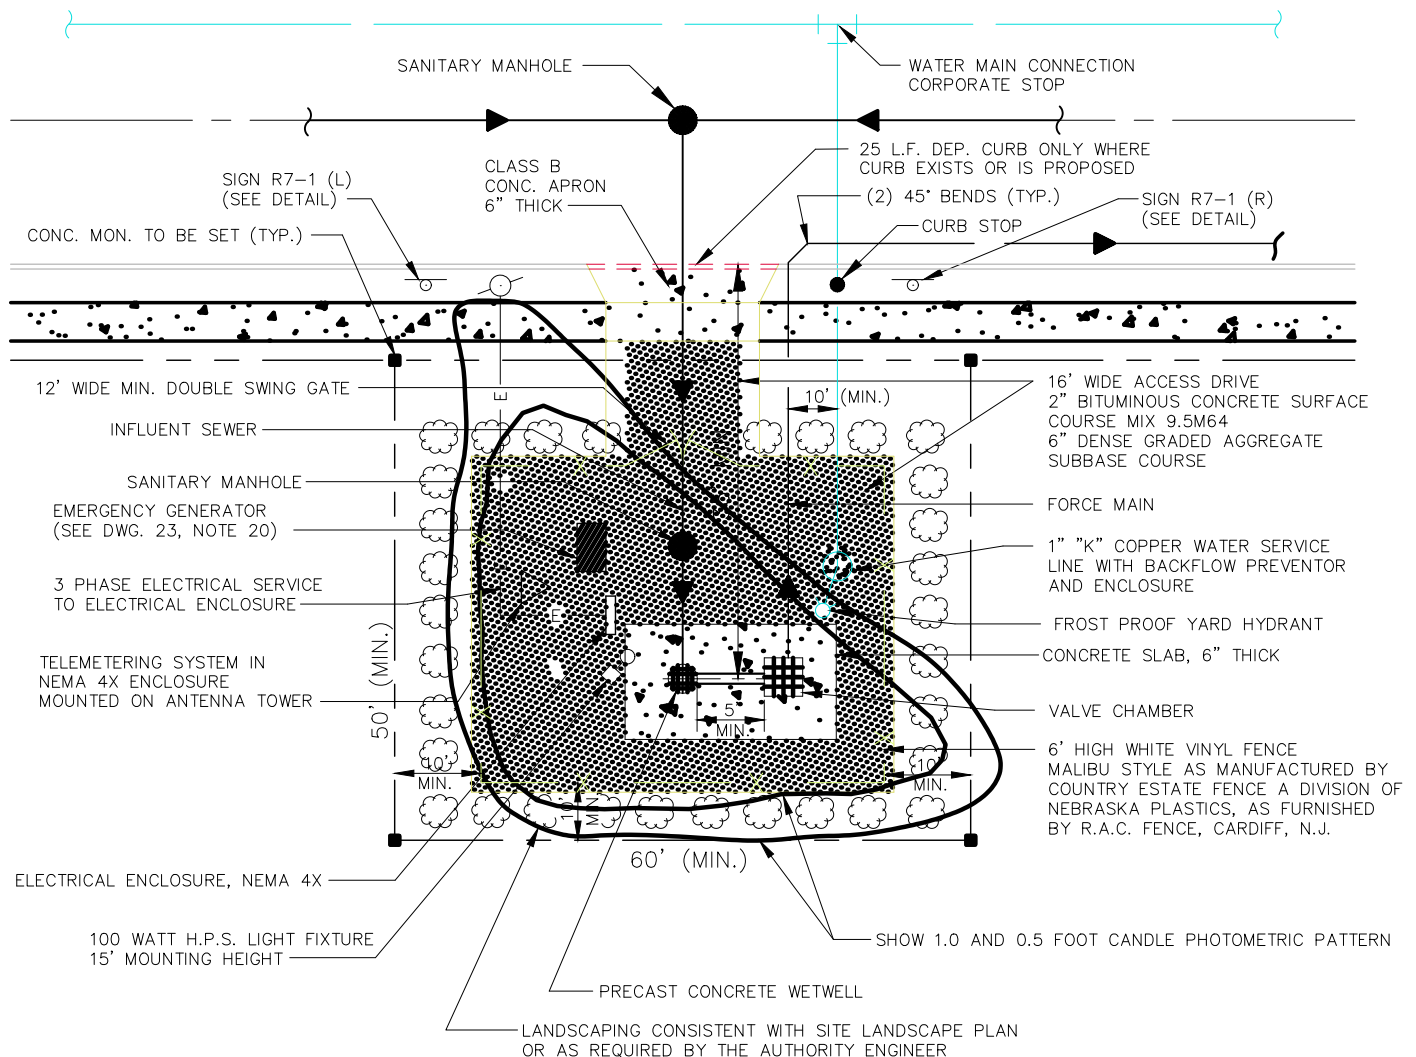 SANITARY MANHOLE
WATER MAIN CONNECTION
CORPORATE STOP
25 L.F. DEP. CURB ONLY WHERE
CURB EXISTS OR IS PROPOSED
CLASS B
CONC. APRON
6" THICK
SIGN R7-1 (L)
(SEE DETAIL)
(2) 45° BENDS (TYP.)
SIGN R7-1 (R)
(SEE DETAIL)
CURB STOP
CONC. MON. TO BE SET (TYP.)
12' WIDE MIN. DOUBLE SWING GATE
E
10' (MIN.)
16' WIDE ACCESS DRIVE
2" BITUMINOUS CONCRETE SURFACE
COURSE MIX 9.5M64
6" DENSE GRADED AGGREGATE
SUBBASE COURSE
INFLUENT SEWER
SANITARY MANHOLE
FORCE MAIN
EMERGENCY GENERATOR
(SEE DWG. 23, NOTE 20)
1" "K" COPPER WATER SERVICE
LINE WITH BACKFLOW PREVENTOR
AND ENCLOSURE
3 PHASE ELECTRICAL SERVICE
TO ELECTRICAL ENCLOSURE
E
FROST PROOF YARD HYDRANT
CONCRETE SLAB, 6" THICK
TELEMETERING SYSTEM IN
NEMA 4X ENCLOSURE
MOUNTED ON ANTENNA TOWER
50' (MIN.)
5'
MIN.
VALVE CHAMBER
6' HIGH WHITE VINYL FENCE
MALIBU STYLE AS MANUFACTURED BY
COUNTRY ESTATE FENCE A DIVISION OF
NEBRASKA PLASTICS, AS FURNISHED
BY R.A.C. FENCE, CARDIFF, N.J.
10'
MIN.
10'
MIN.
10'
MIN
60' (MIN.)
ELECTRICAL ENCLOSURE, NEMA 4X
100 WATT H.P.S. LIGHT FIXTURE
15' MOUNTING HEIGHT
SHOW 1.0 AND 0.5 FOOT CANDLE PHOTOMETRIC PATTERN
PRECAST CONCRETE WETWELL
LANDSCAPING CONSISTENT WITH SITE LANDSCAPE PLAN
OR AS REQUIRED BY THE AUTHORITY ENGINEER